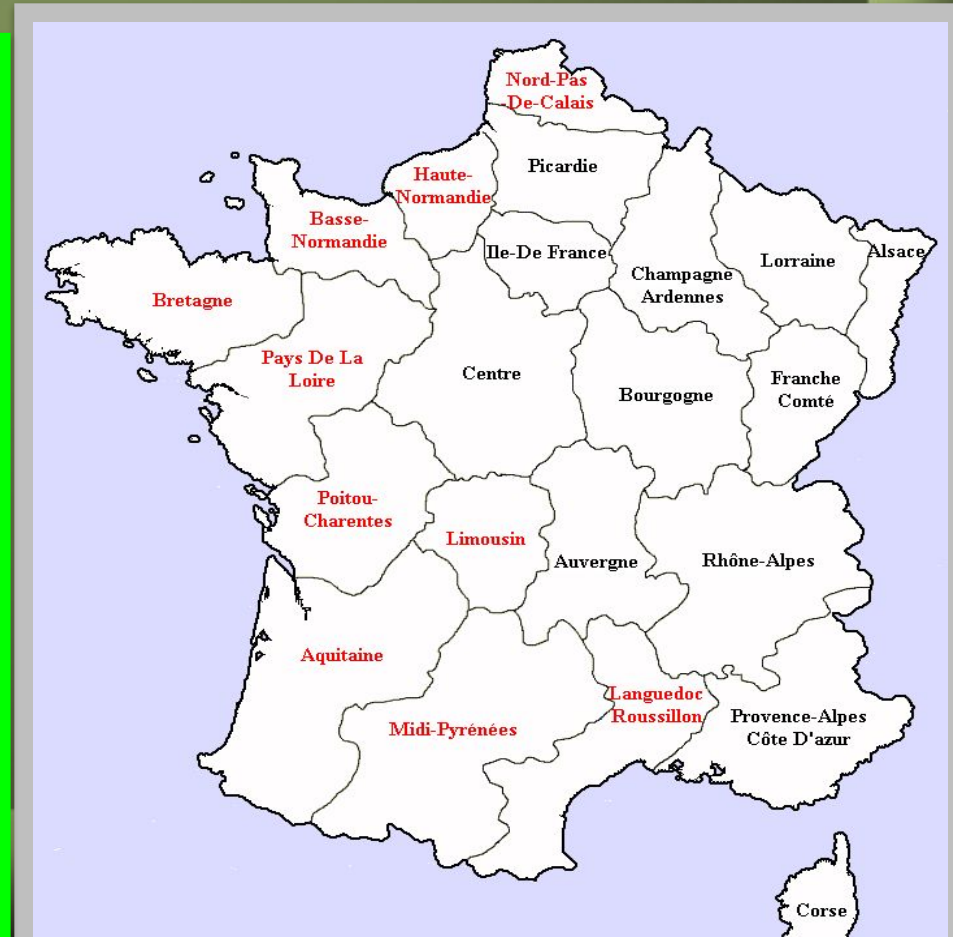 Nord-Pas
-De-Calais
Picardie
Haute-
Normandie
Basse-
Normandie
Ile-De France
Champagne
Ardennes
Lorraine
Alsace
Bretagne
Pays De La
Loire
Centre
Bourgogne
Franche
Comté
Poitou-
Charentes
Limousin
Auvergne
Rhône-Alpes
Aquitaine
Midi-Pyrénées
Languedoc
Roussillon
Provence-Alpes
Côte D'azur
Corse